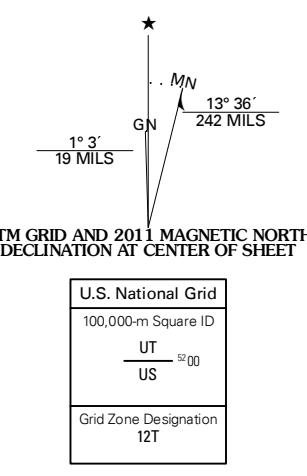 ★
MN
GN
13° 36´
242 MILS
1° 3´
19 MILS
TM GRID AND 2011 MAGNETIC NORTH
DECLINATION AT CENTER OF SHEET
U.S. National Grid
100,000-m Square ID
UT
5200
US
Grid Zone Designation
12T